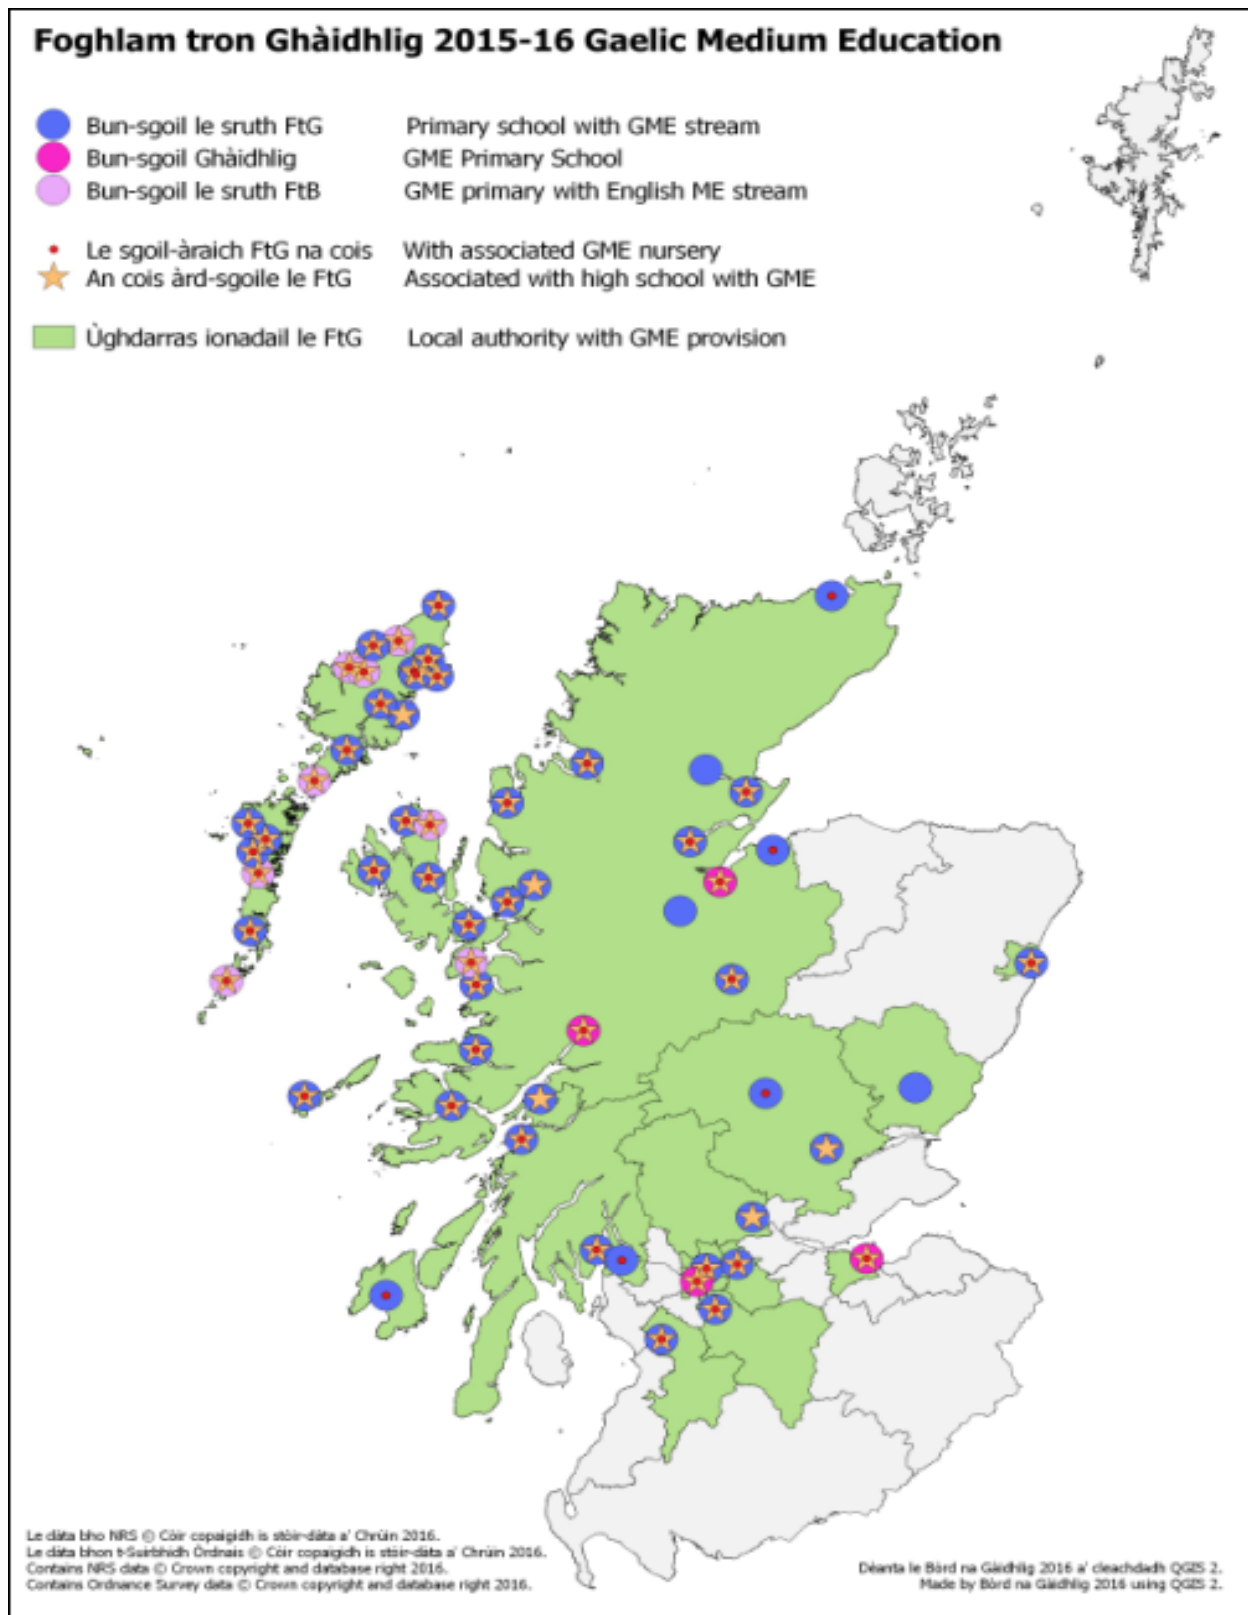 Foghlam tron Ghàidhlig 2015-16 Gaelic Medium Education
Bun-sgoil le sruth FtG Primary school with GME stream
Bun-sgoil Ghàidhlig GME Primary School
Bun-sgoil le sruth FtB GME primary with English ME stream
Le sgoil-àraich FtG na cois With associated GME nursery
An cois àrd-sgoile le FtG Associated with high school with GME
Ùghdarras ionadail le FtG Local authority with GME provision
Le dàta bho NRS © Còir copaigidh is stòir-dàta a' Chrùin 2016.
Le dàta bhon t-Suirbhidh Òrdnais © Còir copaigidh is stòir-dàta a' Chrùin 2016.
Contains NRS data © Crown copyright and database right 2016.
Contains Ordnance Survey data © Crown copyright and database right 2016.
Dèanta le Bòrd na Gàidhlig 2016 a' cleachdadh QGIS 2.
Made by Bòrd na Gàidhlig 2016 using QGIS 2.